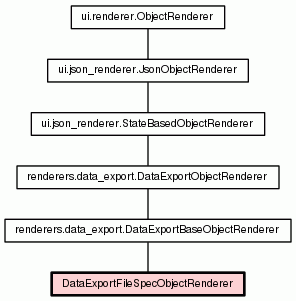 ui.renderer.ObjectRenderer
ui.json_renderer.JsonObjectRenderer
ui.json_renderer.StateBasedObjectRenderer
renderers.data_export.DataExportObjectRenderer
renderers.data_export.DataExportBaseObjectRenderer
DataExportFileSpecObjectRenderer